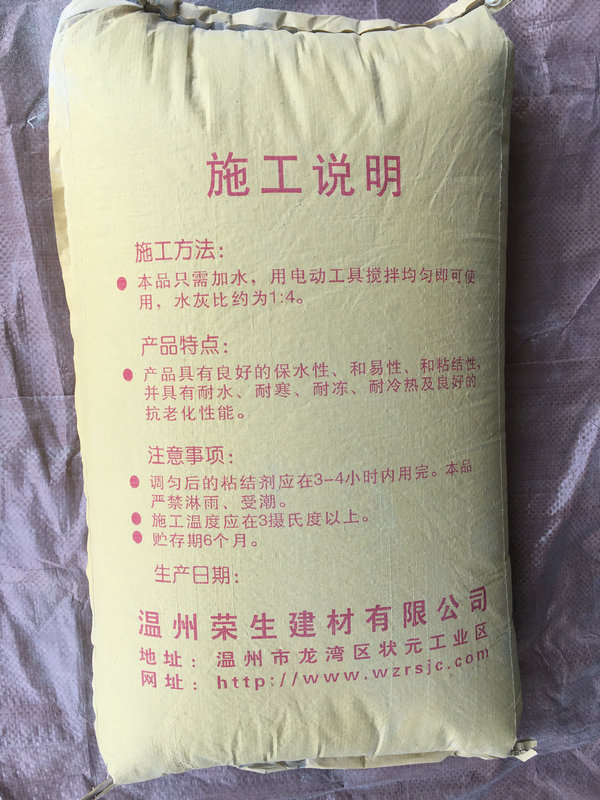 施工说明
施工方法：
●本品只需加水，用电动工具搅拌均匀即可使
用，水灰比约为1:4。
产品特点：
●产品具有良好的保水性、和易性、和粘结性，
并具有耐水、耐寒、耐冻、耐冷热及良好的
抗老化性能。
注意事项：
●调匀后的粘结剂应在3-4小时内用完。本品
严禁淋雨、受潮。
●施工温度应在3摄氏度以上。
●贮存期6个月。
生产日期：
温州荣生建材有限公司
地址：温州市龙湾区状元工业区
网址：http://www.wzrsjc.com